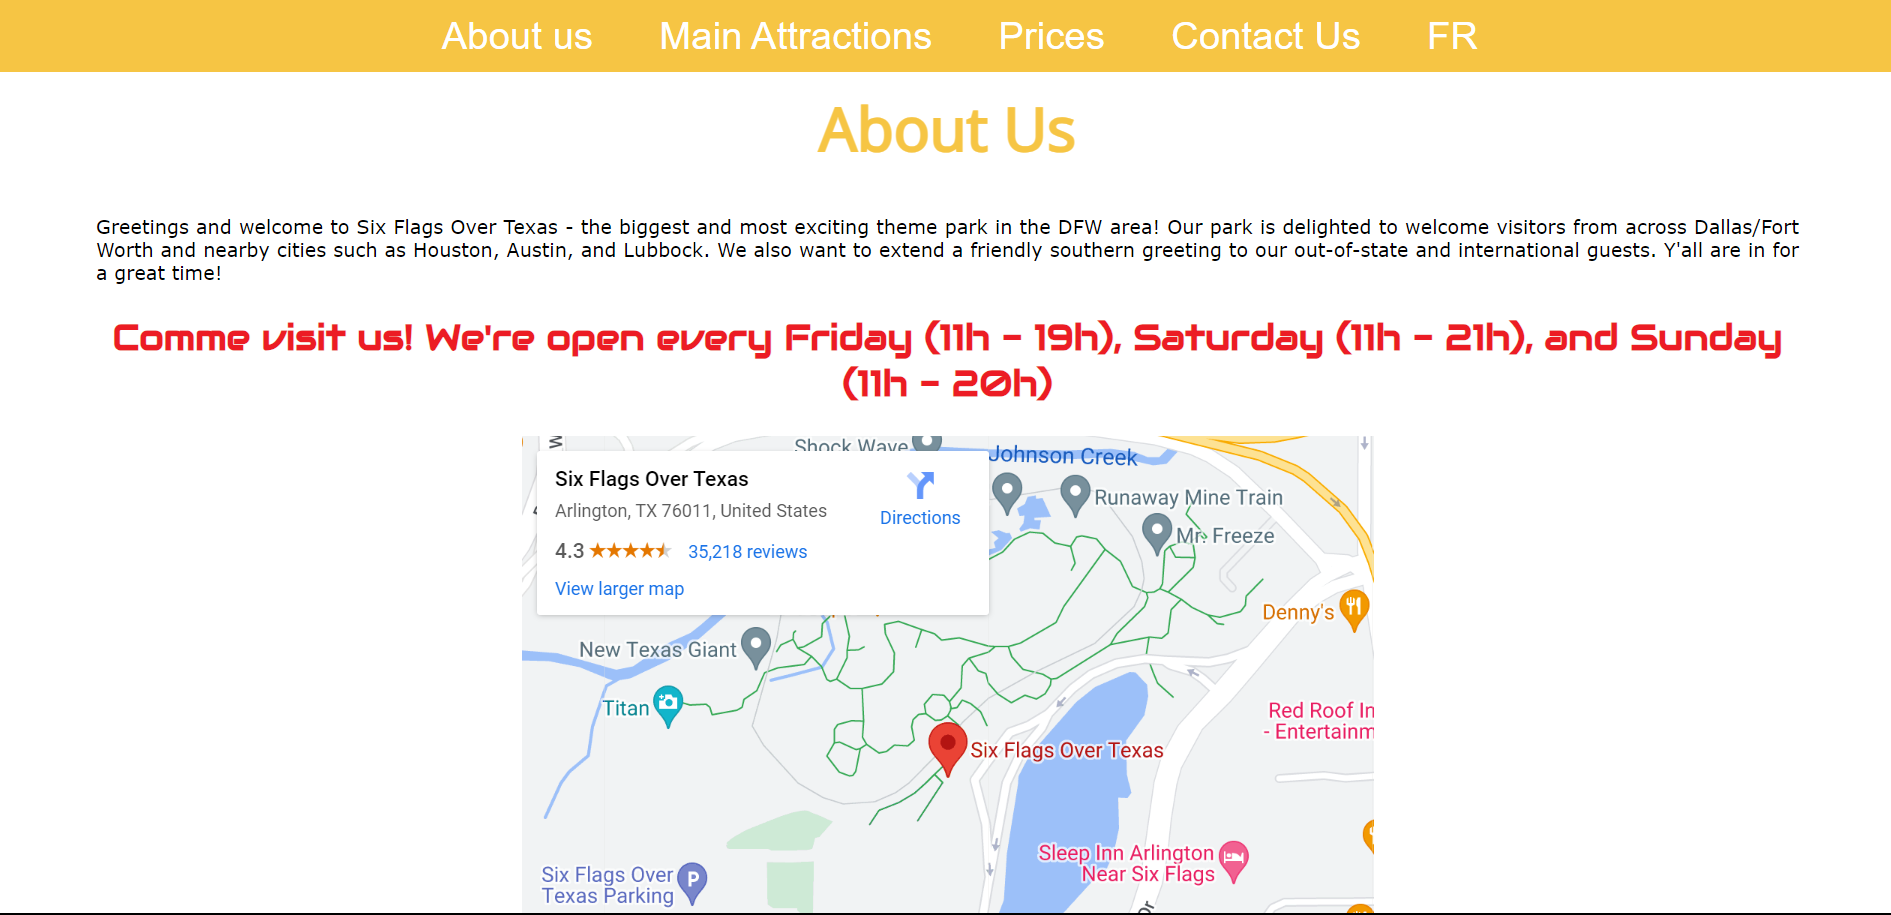 About us Main Attractions Prices Contact Us FR
About Us
Greetings and welcome to Six Flags Over Texas - the biggest and most exciting theme park in the DFW area! Our park is delighted to welcome visitors from across Dallas/Fort
Worth and nearby cities such as Houston, Austin, and Lubbock. We also want to extend a friendly southern greeting to our out-of-state and international guests. Y'all are in for
a great time!
Comme visit us! We're open every Friday (11h - 19h), Saturday (11h - 21h), and Sunday
(11h - 20h)
Shock Wave
Johnson Creek
Six Flags Over Texas
Arlington, TX 76011, United States
Directions
4.3 35,218 reviews
View larger map
Runaway Mine Train
Mr. Freeze
Denny's
New Texas Giant
Titan
Red Roof In
- Entertainm
Six Flags Over Texas
Sleep Inn Arlington
Near Six Flags
Six Flags Over
Texas Parking
P